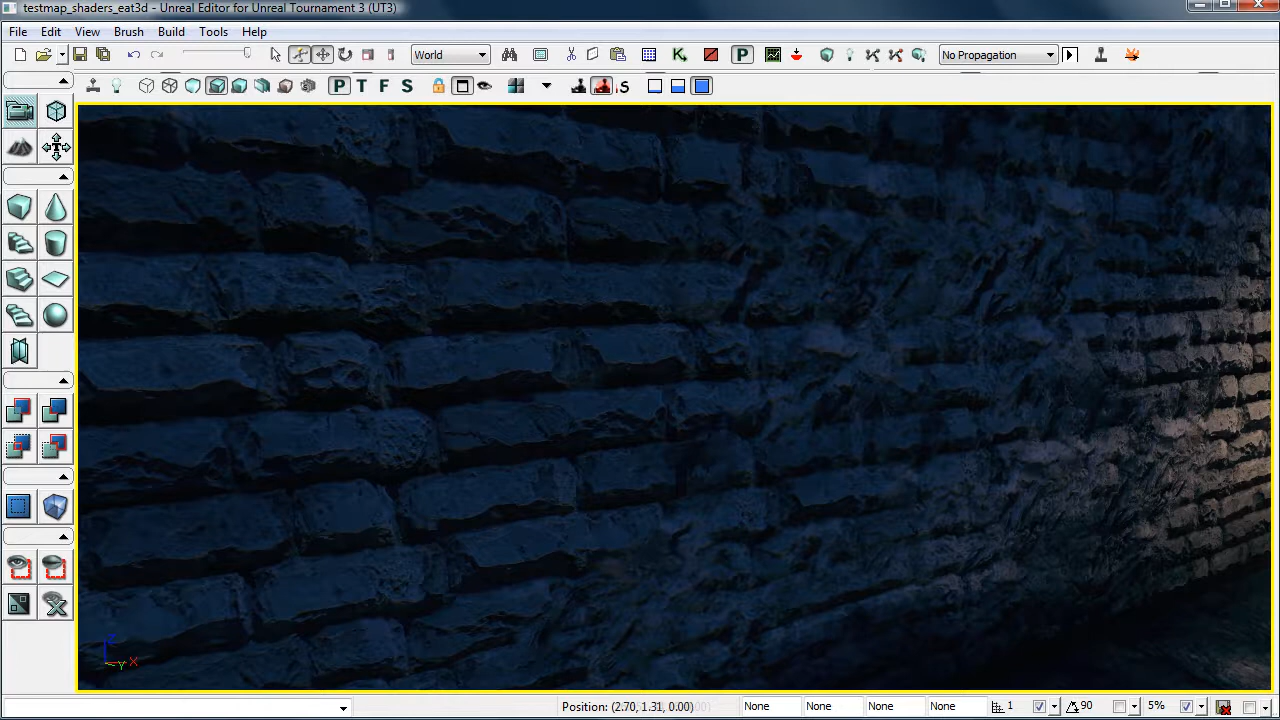 testmap_shaders_eat3d - Unreal Editor for Unreal Tournament 3 (UT3)
File Edit View Brush Build Tools Help
World No Propagation
P T F S S
Z
Y X
Position: (2.70, 1.31, 0.00) None None None None 1 90 5%